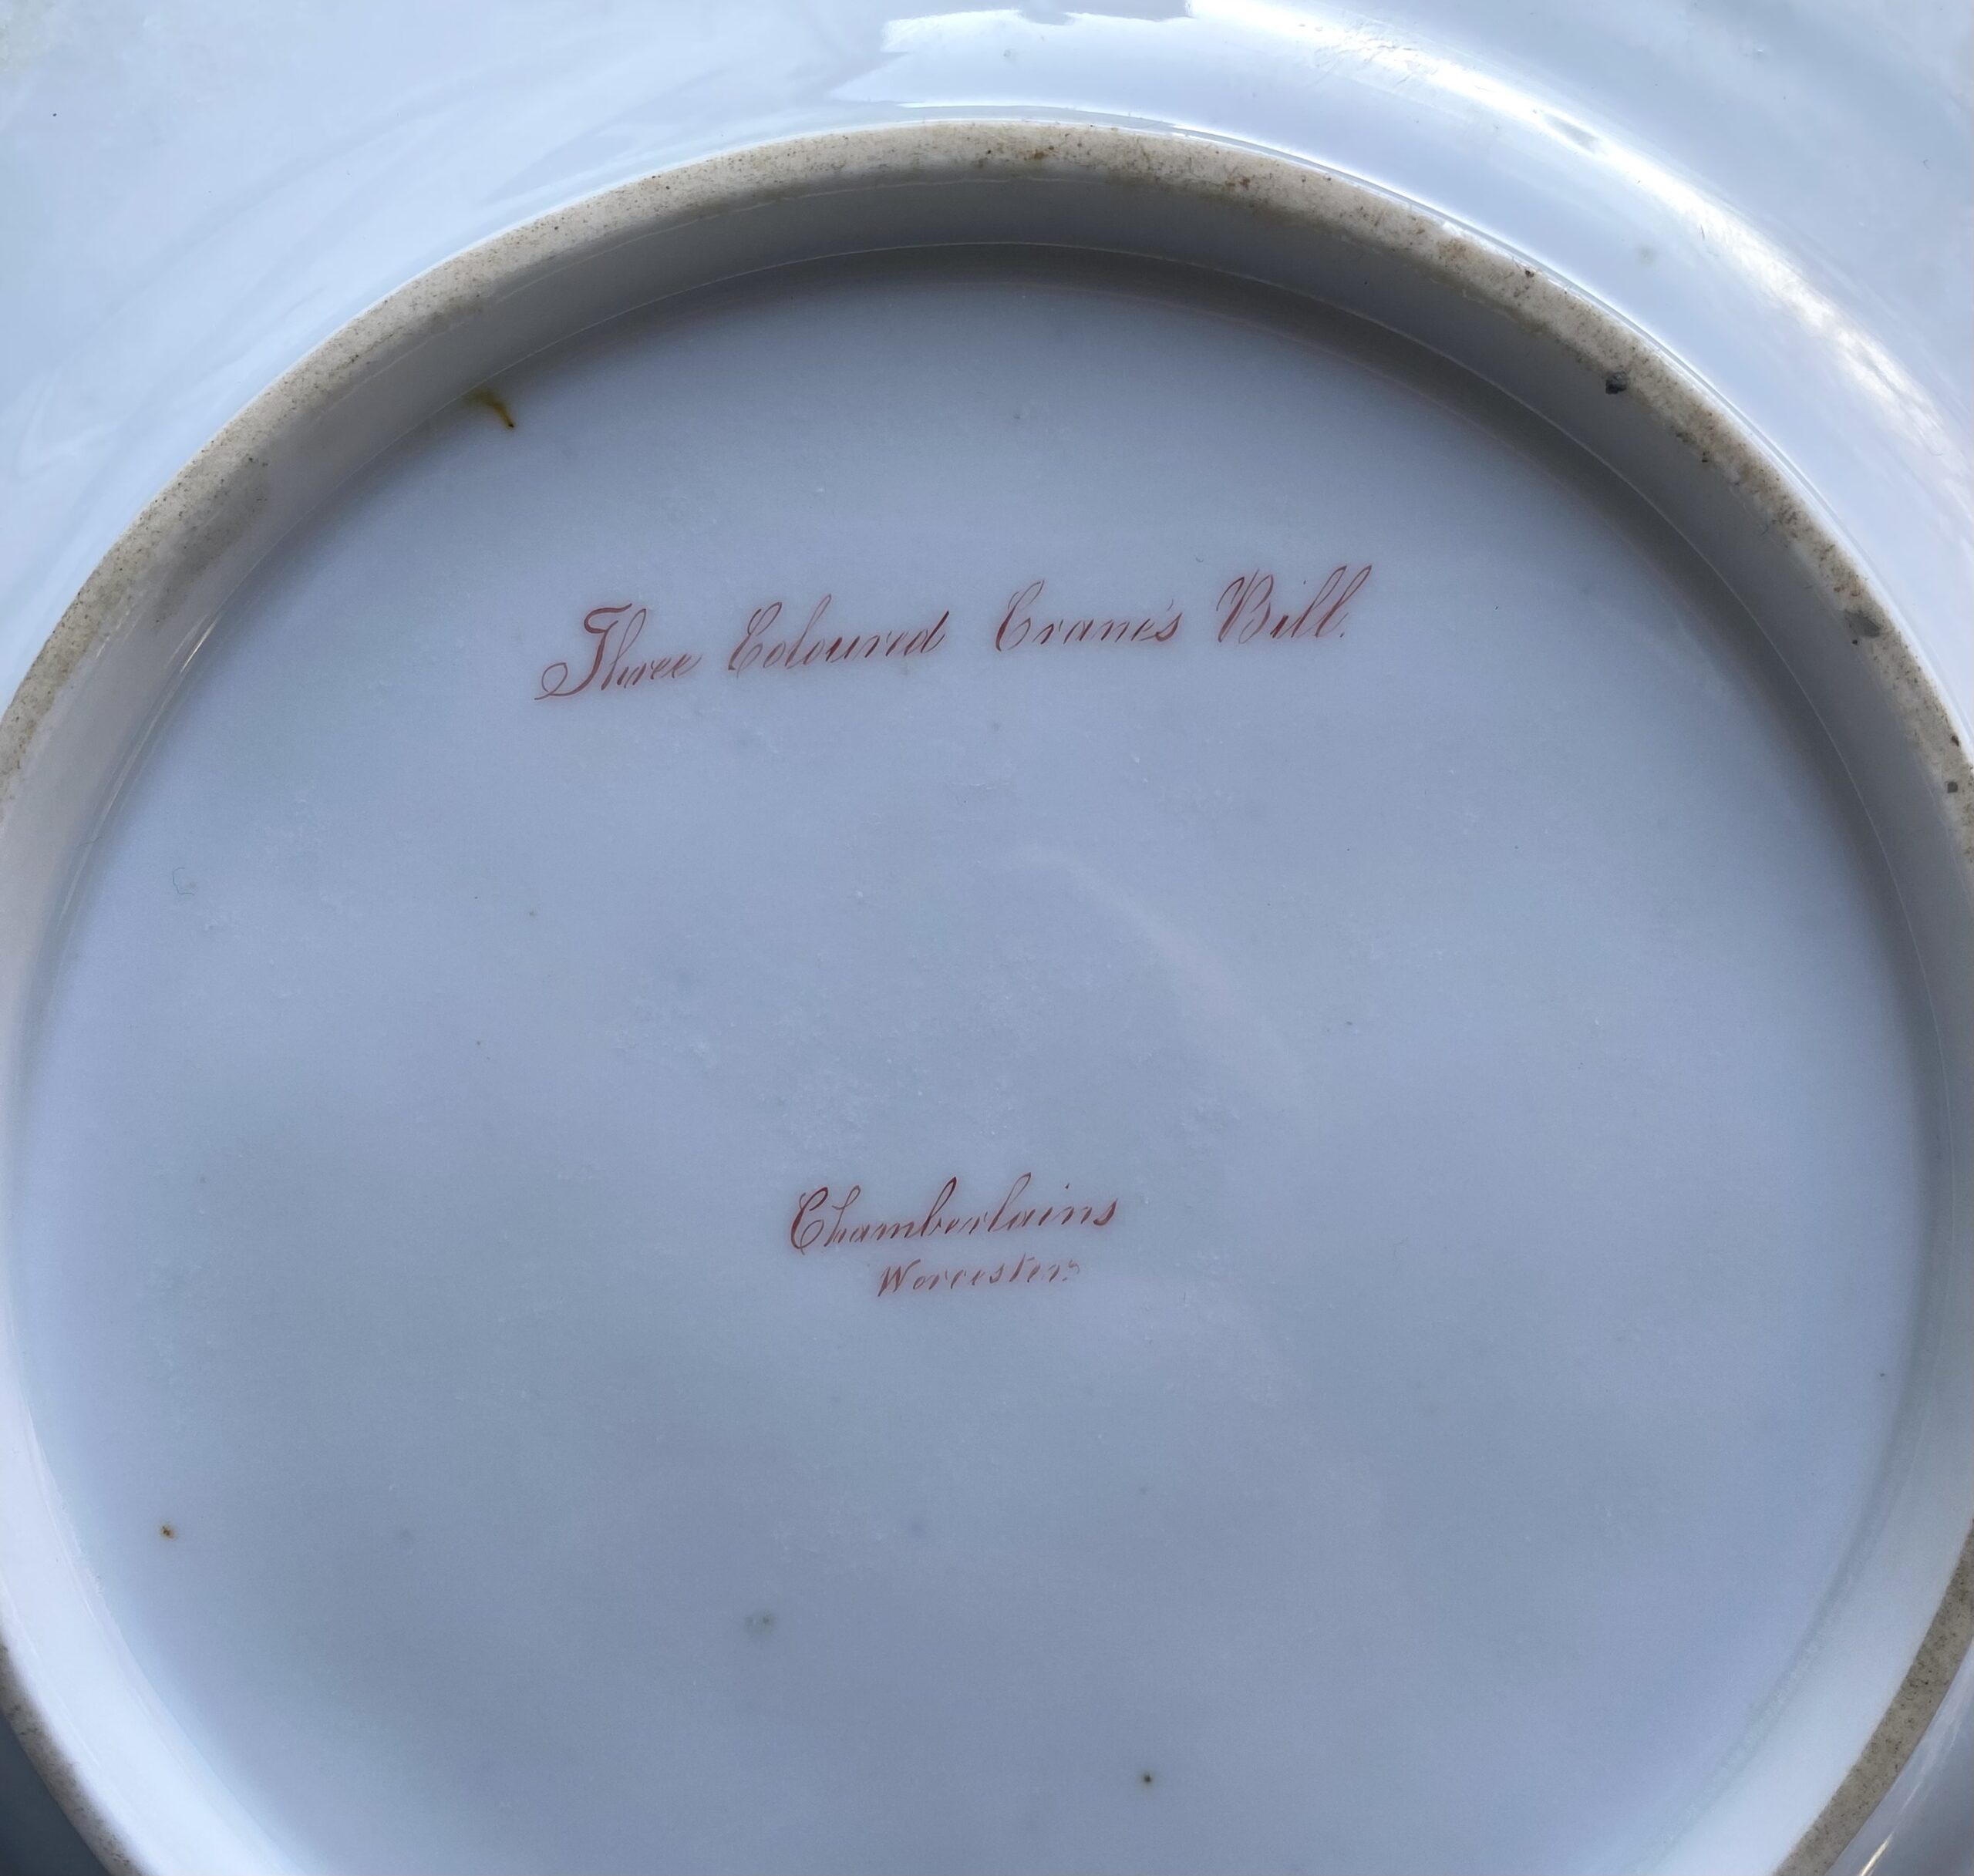 Three Coloured Crane's Bill.
Chamberlains
Worcester.